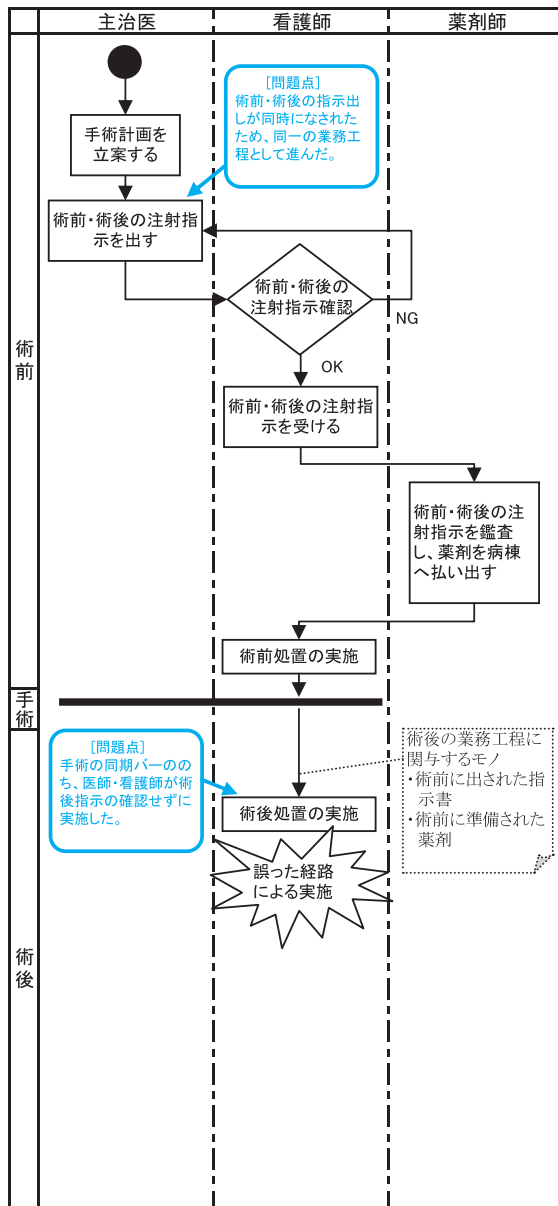 主治医
看護師
薬剤師
[問題点]
術前・術後の指示出
しが同時になされた
ため、同一の業務工
程として進んだ。
手術計画を
立案する
術前・術後の注射指
示を出す
術前・術後の
注射指示確認
NG
OK
術前
術前・術後の注射指
示を受ける
術前・術後の注
射指示を鑑査
し、薬剤を病棟
へ払い出す
術前処置の実施
手術
[問題点]
手術の同期バーのの
ち、医師・看護師が術
後指示の確認せずに
実施した。
術後の業務工程に
関与するモノ
・術前に出された指
示書
・術前に準備された
薬剤
術後処置の実施
誤った経路
による実施
術後